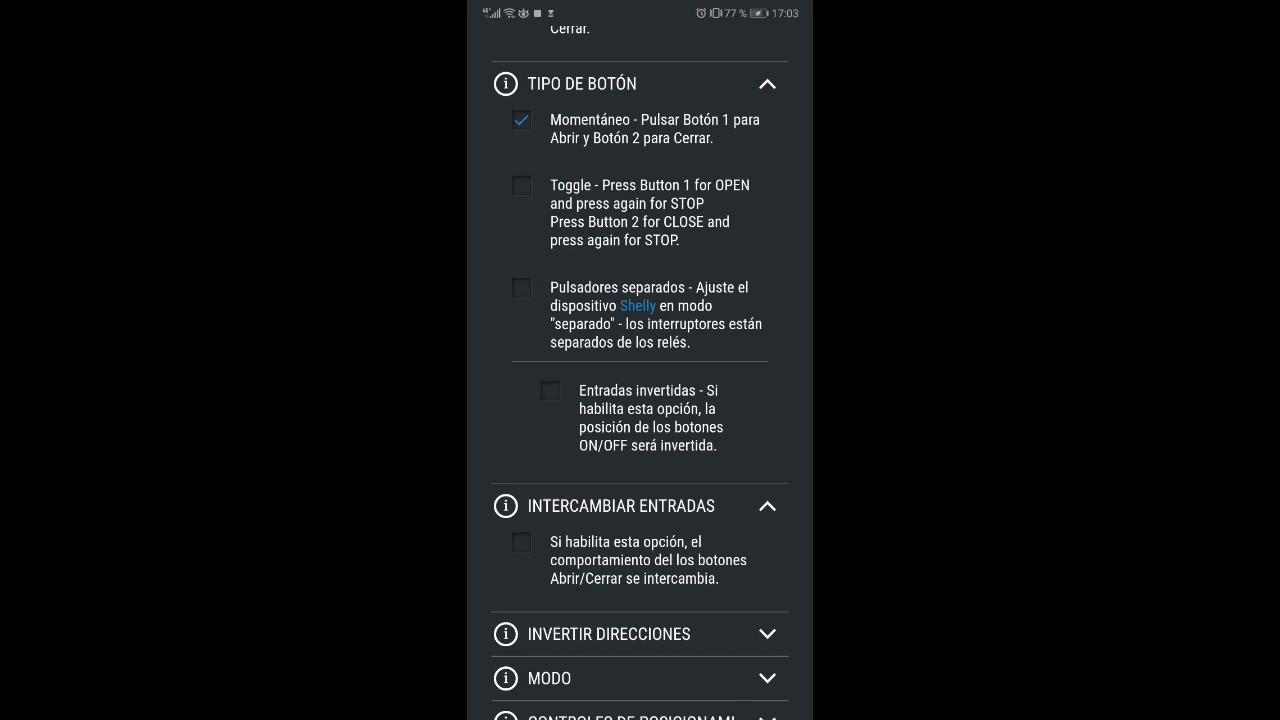 77 % 17:03
Cerrar.
TIPO DE BOTÓN
Momentáneo - Pulsar Botón 1 para
Abrir y Botón 2 para Cerrar.
Toggle - Press Button 1 for OPEN
and press again for STOP
Press Button 2 for CLOSE and
press again for STOP.
Pulsadores separados - Ajuste el
dispositivo Shelly en modo
"separado" - los interruptores están
separados de los relés.
Entradas invertidas - Si
habilita esta opción, la
posición de los botones
ON/OFF será invertida.
INTERCAMBIAR ENTRADAS
Si habilita esta opción, el
comportamiento del los botones
Abrir/Cerrar se intercambia.
INVERTIR DIRECCIONES
MODO
CONTROLES DE POSICIONAMI